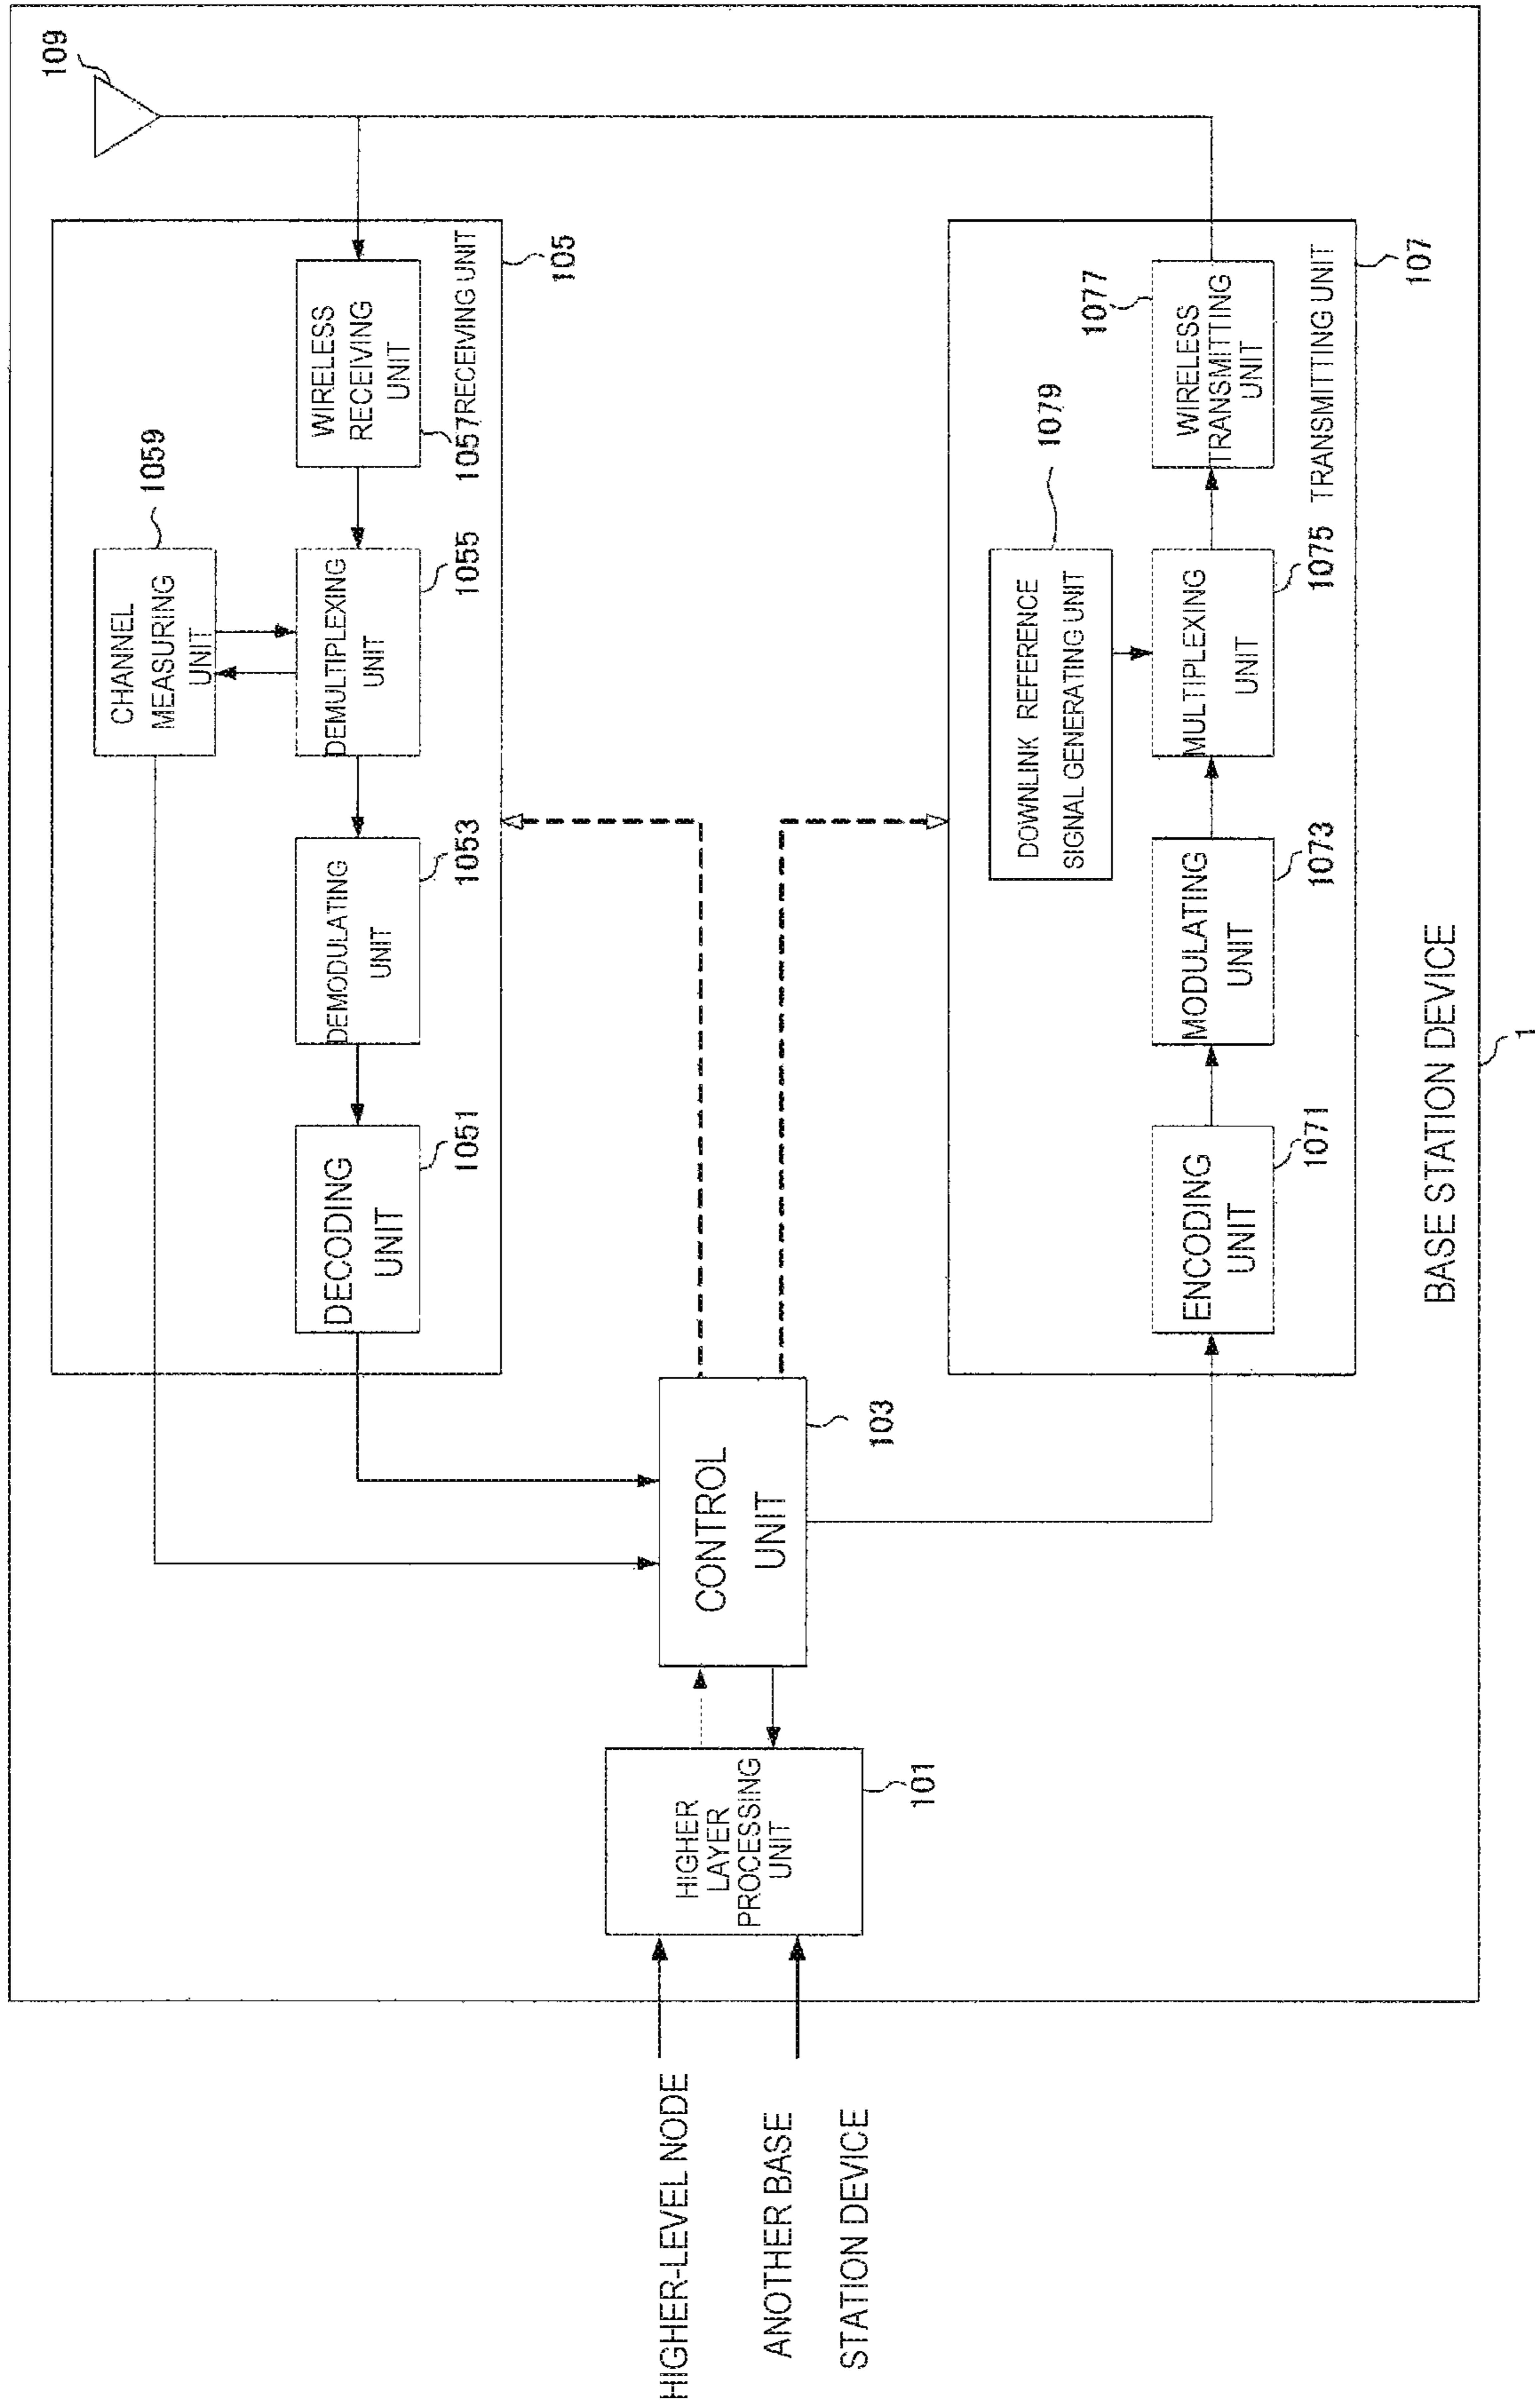 109
1059
CHANNEL
MEASURING
UNIT
DECODING
UNIT
1051
DEMODULATING
UNIT
1053
DEMULTIPLEXING
UNIT
1055
WIRELESS
RECEIVING
UNIT
1057
RECEIVING UNIT
105
HIGHER-LEVEL NODE
ANOTHER BASE
STATION DEVICE
HIGHER
LAYER
PROCESSING
UNIT
101
CONTROL
UNIT
103
DOWNLINK REFERENCE
SIGNAL GENERATING UNIT
1079
ENCODING
UNIT
1071
MODULATING
UNIT
1073
MULTIPLEXING
UNIT
1075
WIRELESS
TRANSMITTING
UNIT
1077
TRANSMITTING UNIT
107
BASE STATION DEVICE
1